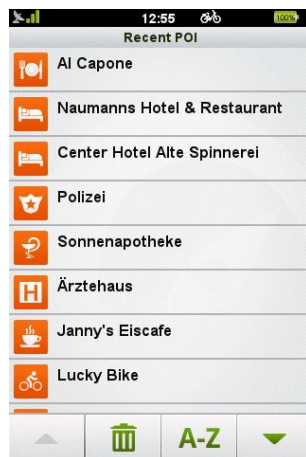 12:55
100%
Recent POI
Al Capone
Naumanns Hotel & Restaurant
Center Hotel Alte Spinnerei
Polizei
Sonnenapotheke
H
Ärztehaus
Janny's Eiscafe
Lucky Bike
A-Z